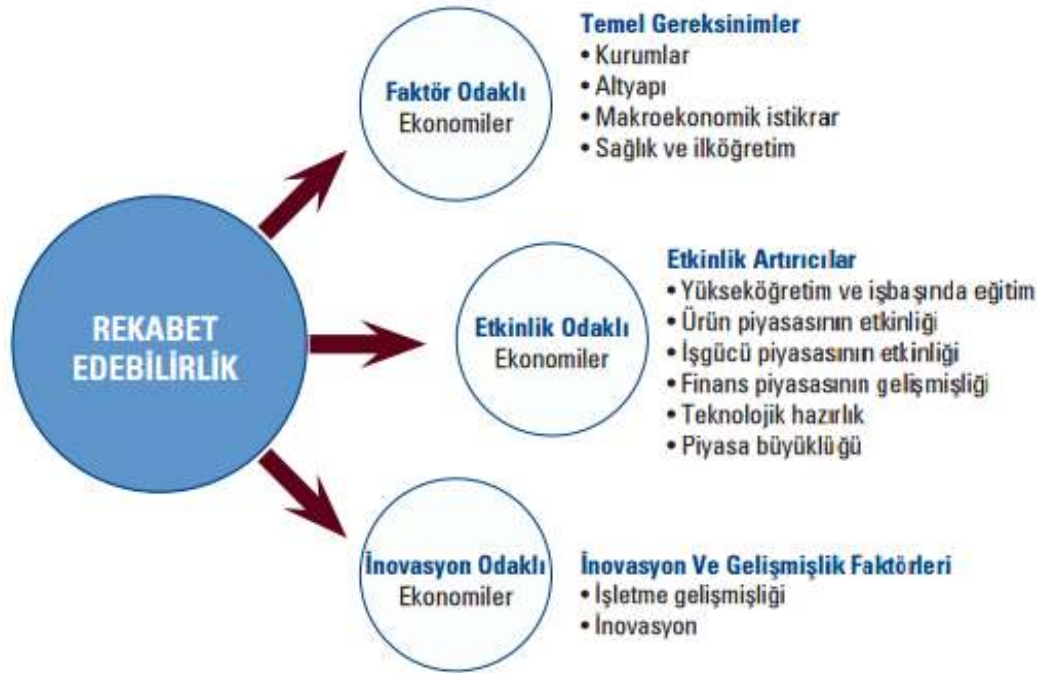 REKABET
EDEBİLİRLİK
Faktör Odaklı
Ekonomiler
Temel Gereksinimler
• Kurumlar
• Altyapı
• Makroekonomik istikrar
• Sağlık ve ilköğretim
Etkinlik Odaklı
Ekonomiler
Etkinlik Artırıcılar
• Yükseköğretim ve işbaşında eğitim
• Ürün piyasasının etkinliği
• İşgücü piyasasının etkinliği
• Finans piyasasının gelişmişliği
• Teknolojik hazırlık
• Piyasa büyüklüğü
İnovasyon Odaklı
Ekonomiler
İnovasyon Ve Gelişmişlik Faktörleri
• İşletme gelişmişliği
• İnovasyon